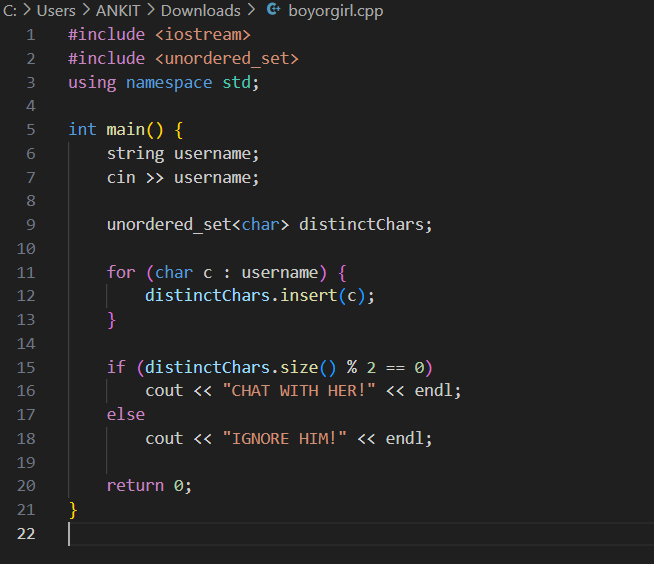 C: > Users > ANKIT > Downloads > boyorgirl.cpp
1 #include <iostream>
2 #include <unordered_set>
3 using namespace std;
4
5 int main() {
6     string username;
7     cin >> username;
8
9     unordered_set<char> distinctChars;
10
11     for (char c : username) {
12         distinctChars.insert(c);
13     }
14
15     if (distinctChars.size() % 2 == 0)
16         cout << "CHAT WITH HER!" << endl;
17     else
18         cout << "IGNORE HIM!" << endl;
19
20     return 0;
21 }
22